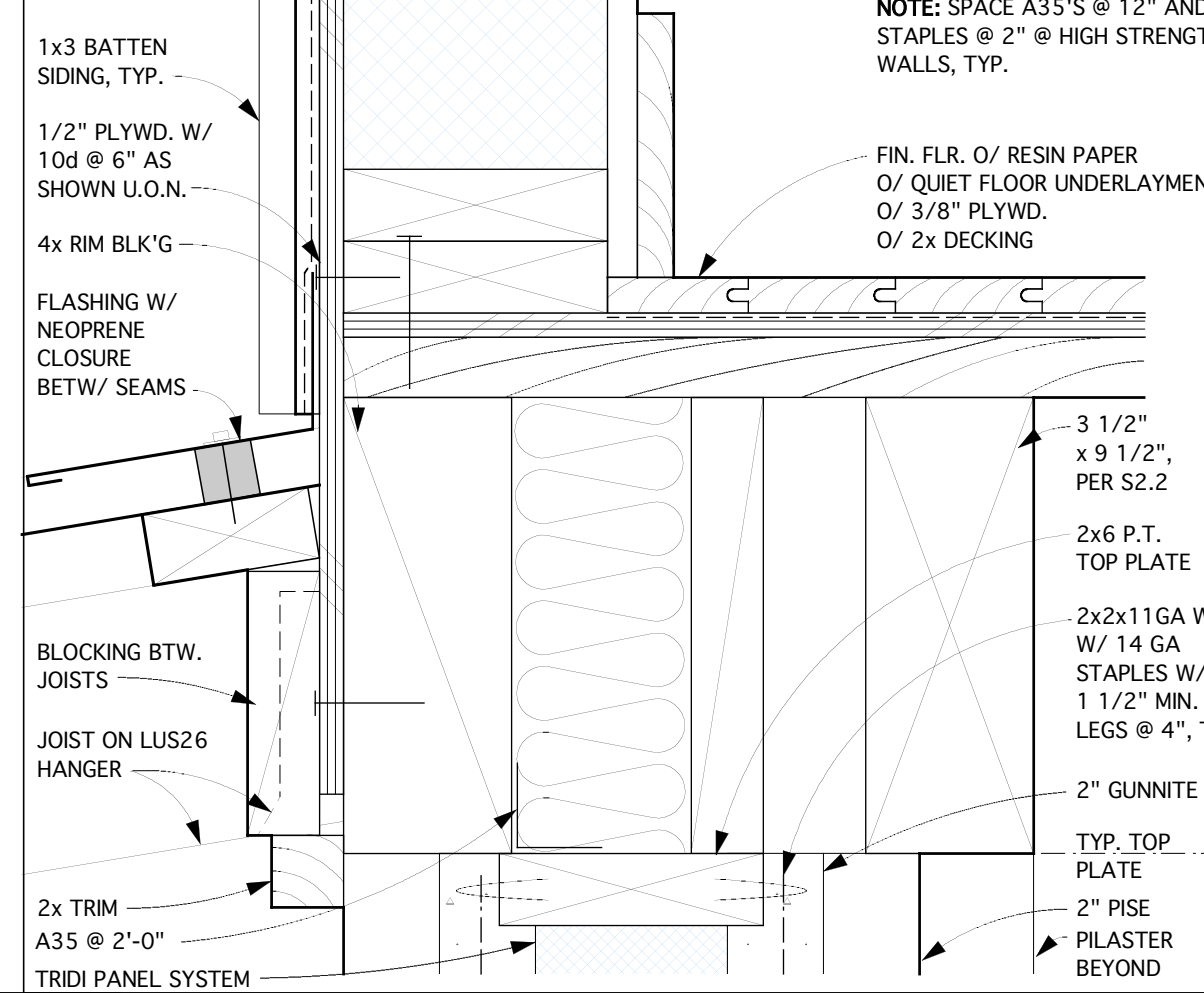 1x3 BATTEN
SIDING, TYP.
1/2" PLYWD. W/
10d @ 6" AS
SHOWN U.O.N.
4x RIM BLK'G
FLASHING W/
NEOPRENE
CLOSURE
BETW/ SEAMS
BLOCKING BTW.
JOISTS
JOIST ON LUS26
HANGER
2x TRIM
A35 @ 2'-0"
TRIDI PANEL SYSTEM
NOTE: SPACE A35'S @ 12" AND
STAPLES @ 2" @ HIGH STRENGT
WALLS, TYP.
FIN. FLR. O/ RESIN PAPER
O/ QUIET FLOOR UNDERLAYMEN
O/ 3/8" PLYWD.
O/ 2x DECKING
3 1/2"
x 9 1/2",
PER S2.2
2x6 P.T.
TOP PLATE
2x2x11GA W
W/ 14 GA
STAPLES W/
1 1/2" MIN.
LEGS @ 4",
2" GUNNITE
TYP. TOP
PLATE
2" PISE
PILASTER
BEYOND